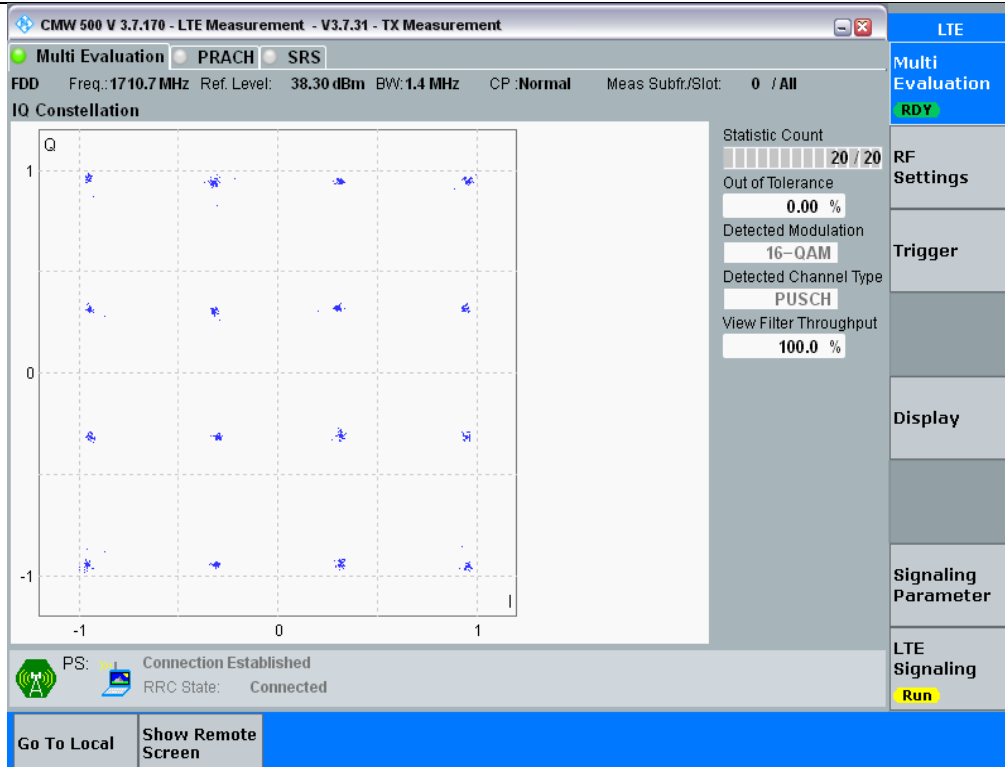 CMW 500 V 3.7.170 - LTE Measurement - V3.7.31 - TX Measurement
LTE
Multi Evaluation PRACH SRS
Multi
Evaluation
RDY
FDD Freq.: 1710.7 MHz Ref. Level: 38.30 dBm BW: 1.4 MHz CP : Normal Meas Subfr./Slot: 0 / All
IQ Constellation
Q
1
0
-1
-1 0 1
I
Statistic Count
20 / 20
Out of Tolerance
0.00 %
Detected Modulation
16-QAM
Detected Channel Type
PUSCH
View Filter Throughput
100.0 %
RF
Settings
Trigger
Display
Signaling
Parameter
LTE
Signaling
Run
PS: Connection Established
RRC State: Connected
Go To Local
Show Remote
Screen